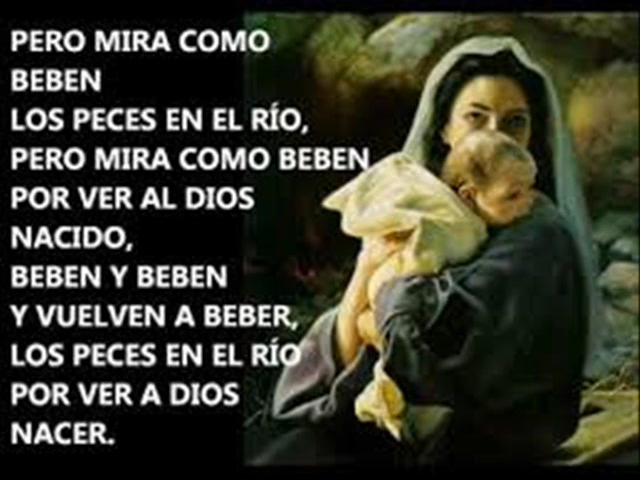 PERO MIRA COMO
BEBEN
LOS PECES EN EL RÍO,
PERO MIRA COMO BEBEN
POR VER AL DIOS
NACIDO,
BEBEN Y BEBEN
Y VUELVEN A BEBER,
LOS PECES EN EL RÍO
POR VER A DIOS
NACER.